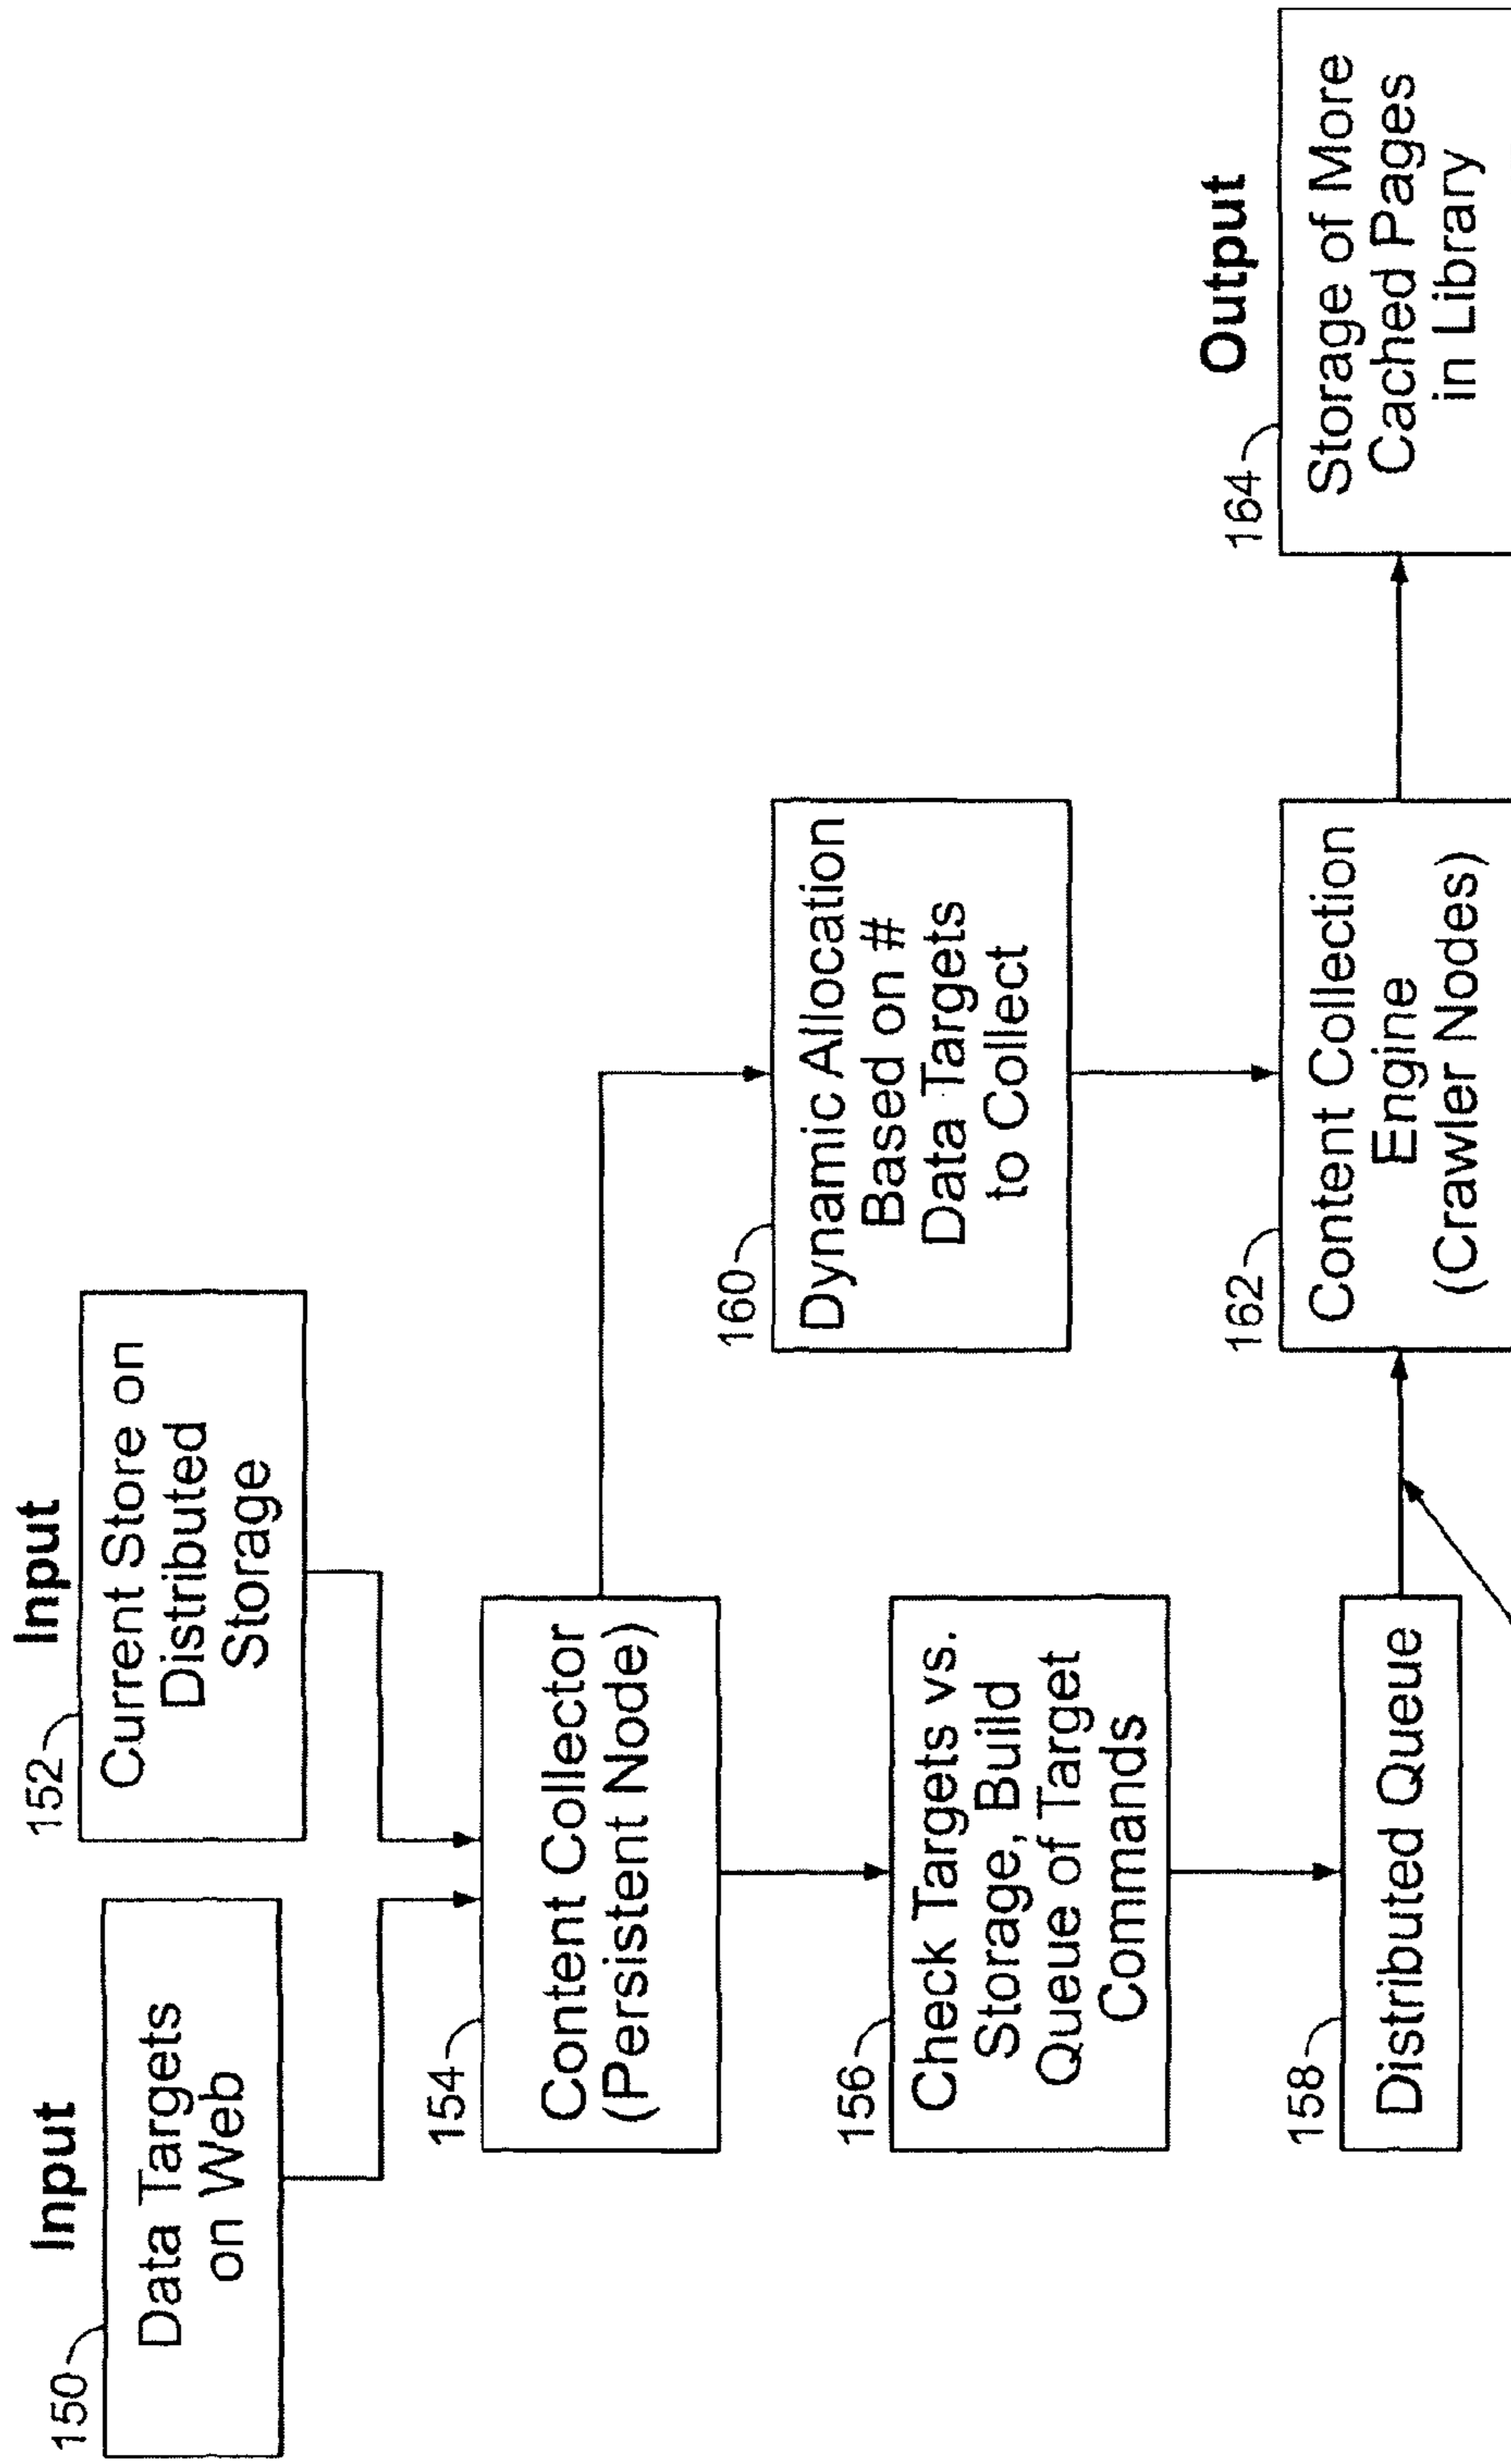 Input
150
Data Targets
on Web
Input
152
Current Store on
Distributed
Storage
154
Content Collector
(Persistent Node)
156
Check Targets vs.
Storage, Build
Queue of Target
Commands
158
Distributed Queue
160
Dynamic Allocation
Based on #
Data Targets
to Collect
162
Content Collection
Engine
(Crawler Nodes)
Output
164
Storage of More
Cached Pages
in Library